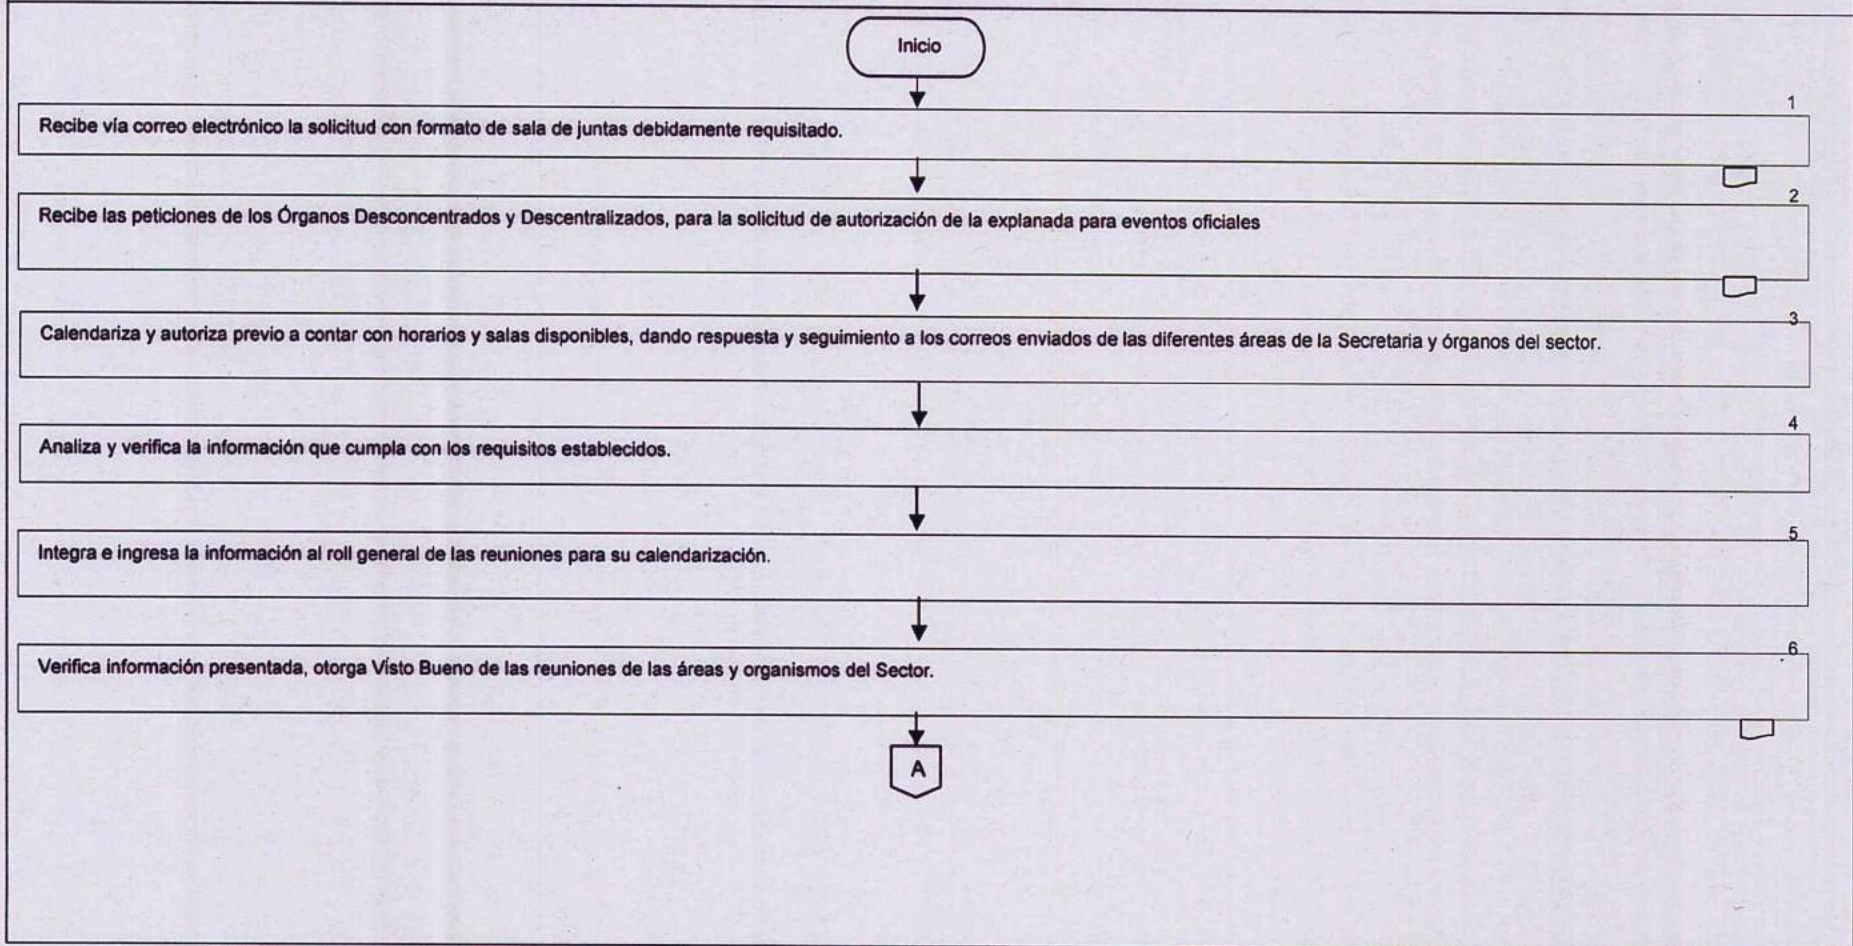 Inicio
1
Recibe vía correo electrónico la solicitud con formato de sala de juntas debidamente requisitado.
2
Recibe las peticiones de los Órganos Desconcentrados y Descentralizados, para la solicitud de autorización de la explanada para eventos oficiales
3
Calendariza y autoriza previo a contar con horarios y salas disponibles, dando respuesta y seguimiento a los correos enviados de las diferentes áreas de la Secretaria y órganos del sector.
4
Analiza y verifica la información que cumpla con los requisitos establecidos.
5
Integra e ingresa la información al roll general de las reuniones para su calendarización.
6
Verifica información presentada, otorga Visto Bueno de las reuniones de las áreas y organismos del Sector.
A